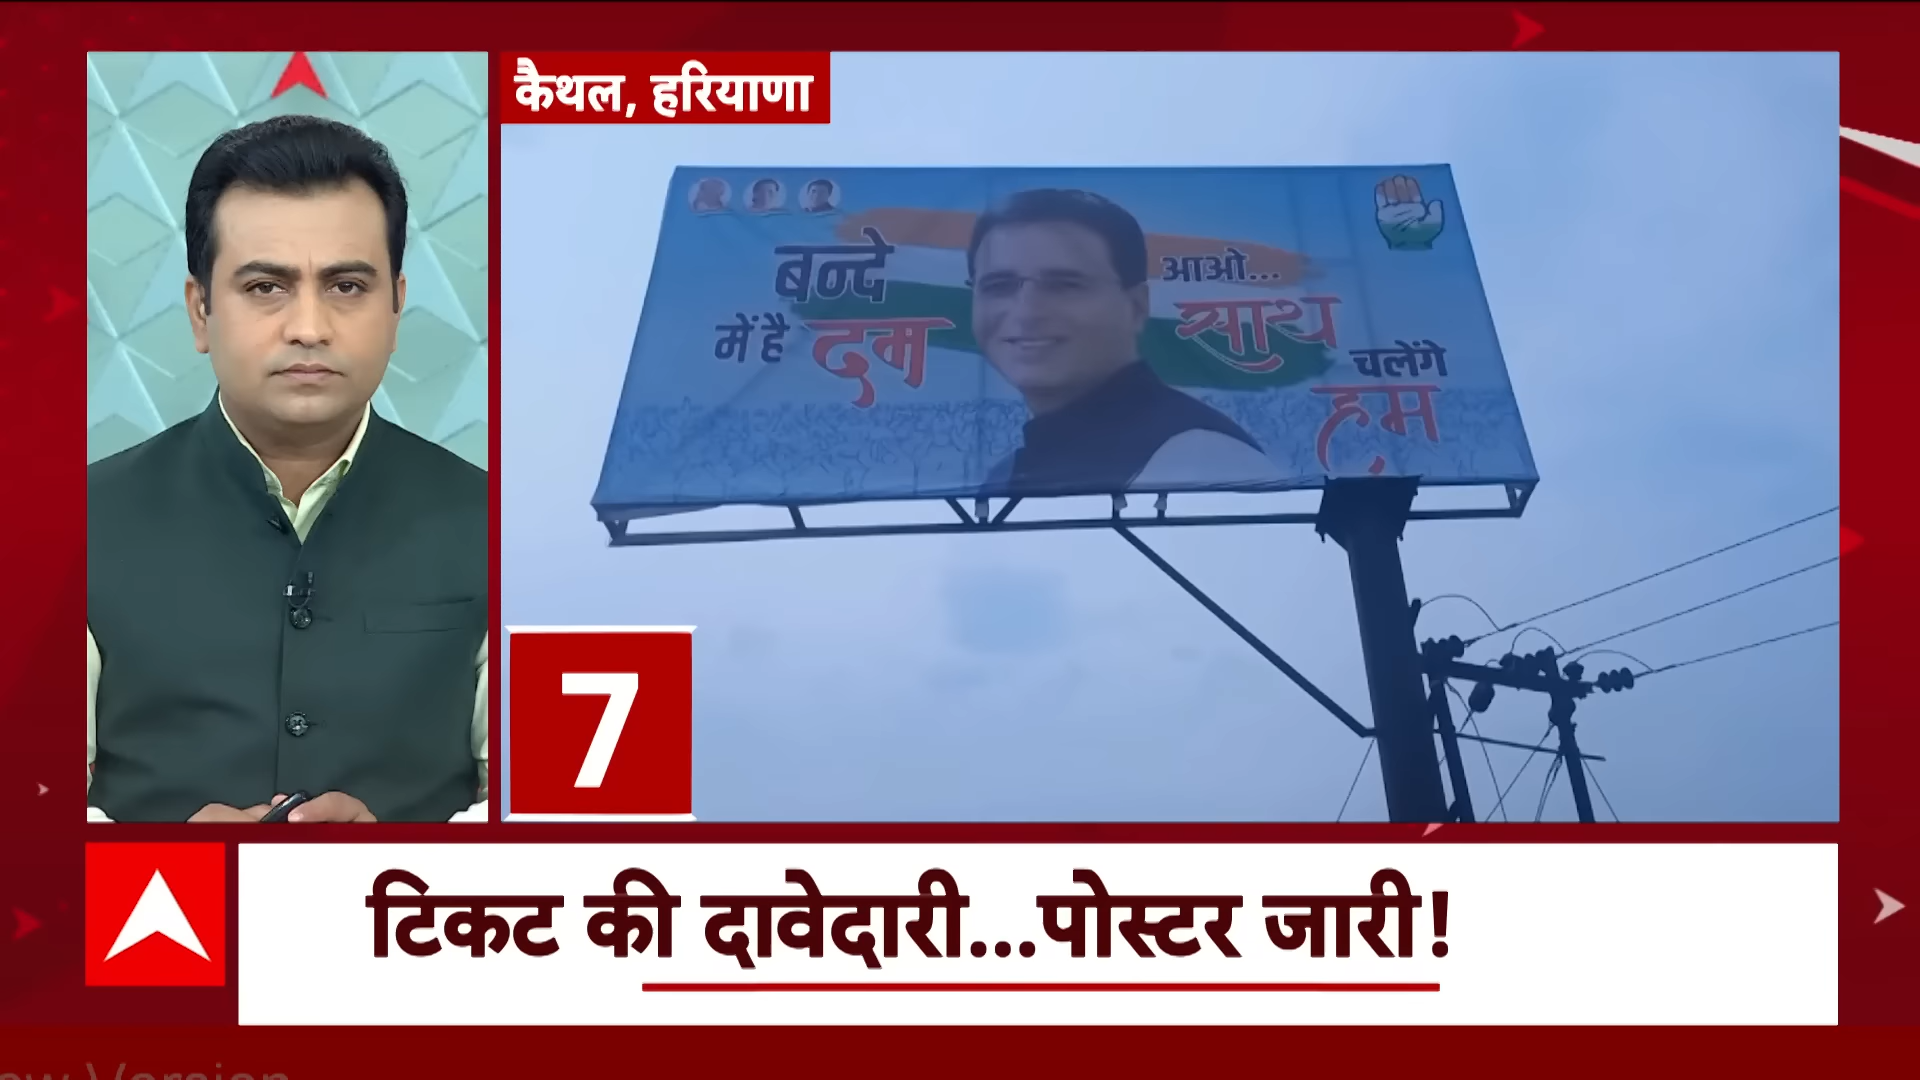 कैथल, हरियाणा
बन्दे
में है दम
आओ...
साथ
चलेंगे
हम
7
टिकट की दावेदारी...पोस्टर जारी!